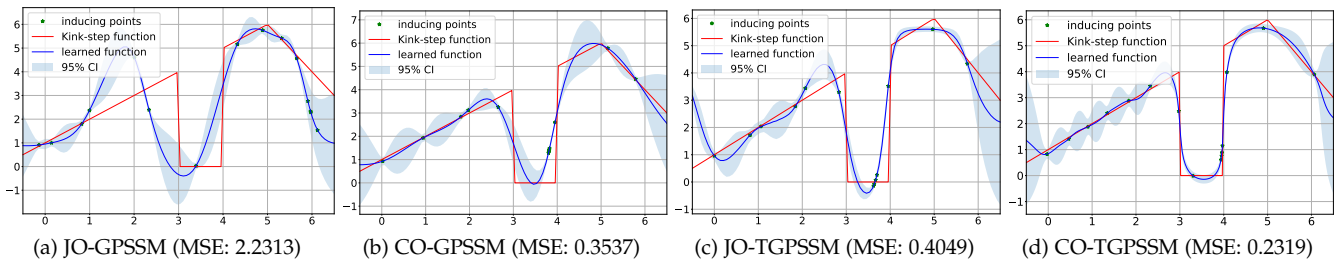 inducing points
Kink-step function
learned function
95% CI
6
5
4
3
2
1
0
−1
0 1 2 3 4 5 6
(a) JO-GPSSM (MSE: 2.2313)
inducing points
Kink-step function
learned function
95% CI
7
6
5
4
3
2
1
0
−1
0 1 2 3 4 5 6
(b) CO-GPSSM (MSE: 0.3537)
inducing points
Kink-step function
learned function
95% CI
6
5
4
3
2
1
0
−1
0 1 2 3 4 5 6
(c) JO-TGPSSM (MSE: 0.4049)
inducing points
Kink-step function
learned function
95% CI
6
5
4
3
2
1
0
−1
0 1 2 3 4 5 6
(d) CO-TGPSSM (MSE: 0.2319)